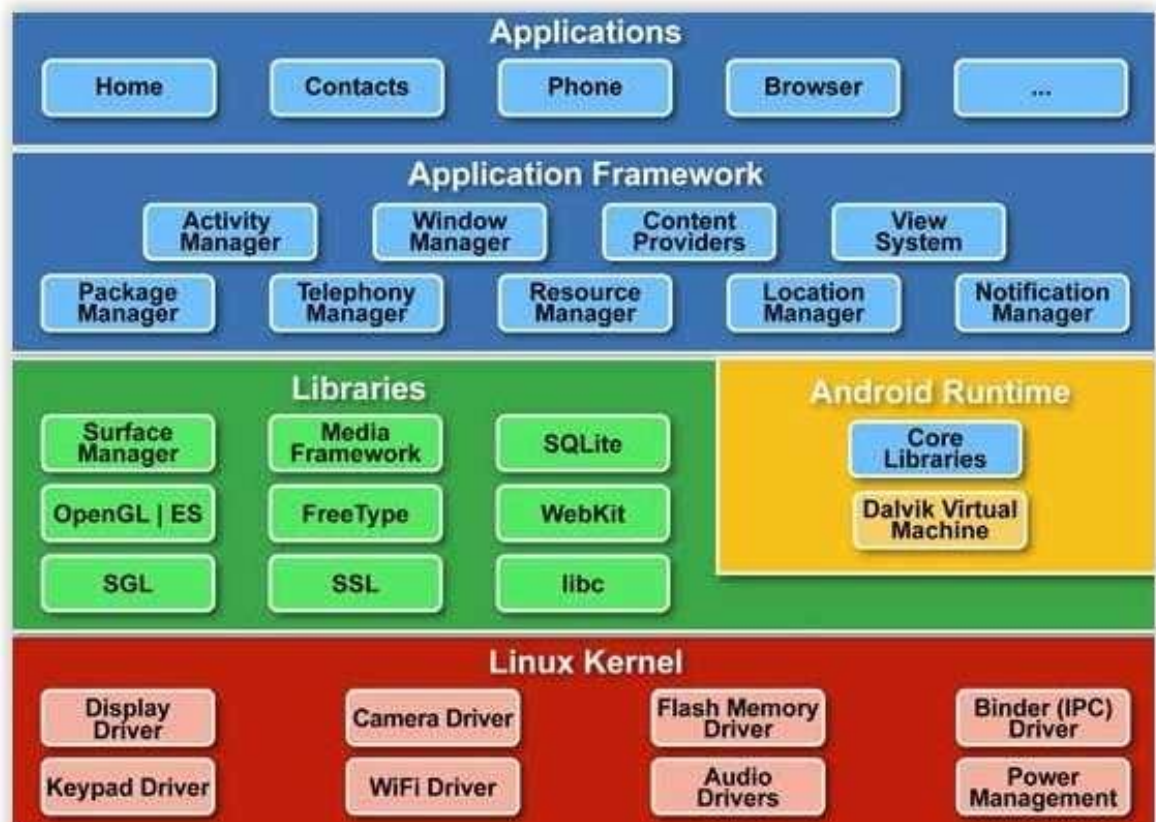 Applications
Home
Contacts
Phone
Browser
...
Application Framework
Activity
Manager
Window
Manager
Content
Providers
View
System
Package
Manager
Telephony
Manager
Resource
Manager
Location
Manager
Notification
Manager
Libraries
Surface
Manager
Media
Framework
SQLite
OpenGL | ES
FreeType
WebKit
SGL
SSL
libc
Android Runtime
Core
Libraries
Dalvik Virtual
Machine
Linux Kernel
Display
Driver
Camera Driver
Flash Memory
Driver
Binder (IPC)
Driver
Keypad Driver
WiFi Driver
Audio
Drivers
Power
Management